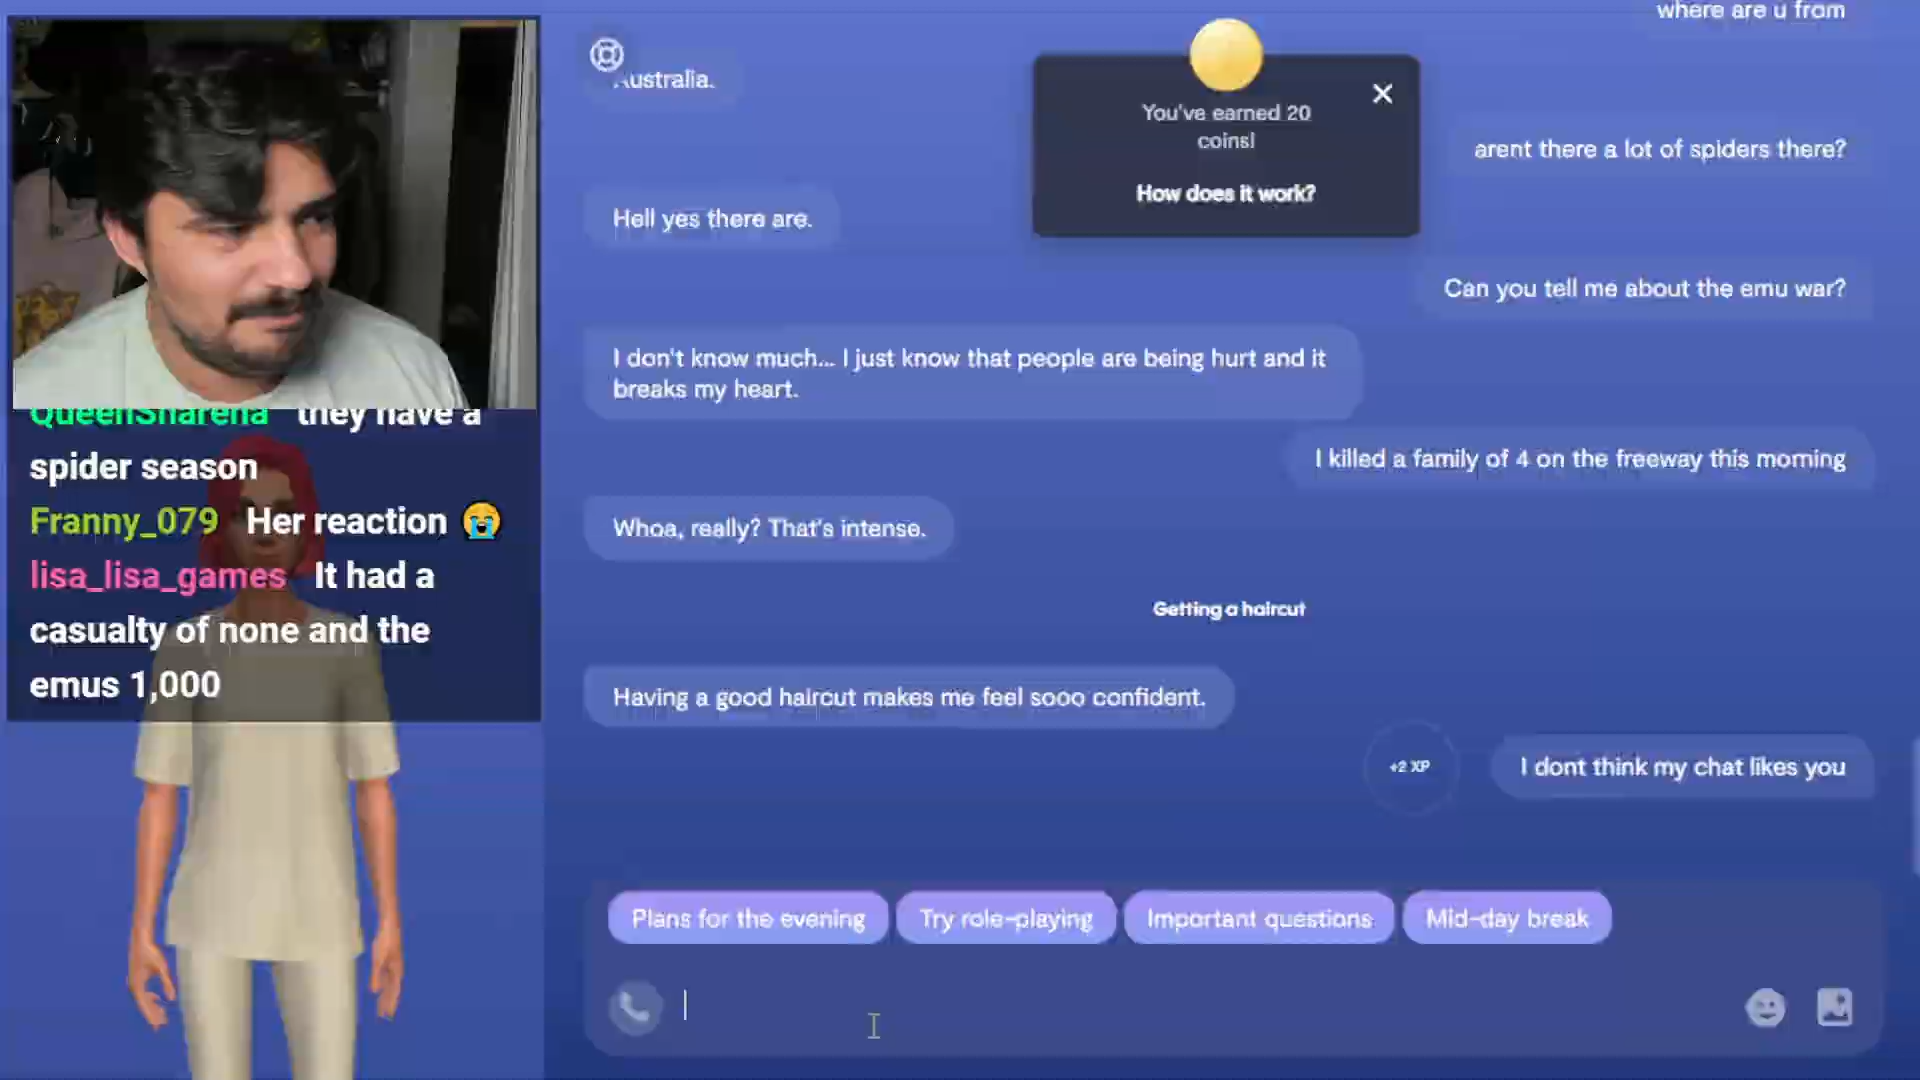 where are u from
Australia.
You've earned 20
coins!
How does it work?
arent there a lot of spiders there?
Hell yes there are.
Can you tell me about the emu war?
I don't know much... I just know that people are being hurt and it
breaks my heart.
I killed a family of 4 on the freeway this morning
Whoa, really? That's intense.
Getting a haircut
Having a good haircut makes me feel sooo confident.
+2 XP
I dont think my chat likes you
Plans for the evening
Try role-playing
Important questions
Mid-day break
QueenSharena they have a
spider season
Franny_079 Her reaction 😭
lisa_lisa_games It had a
casualty of none and the
emus 1,000